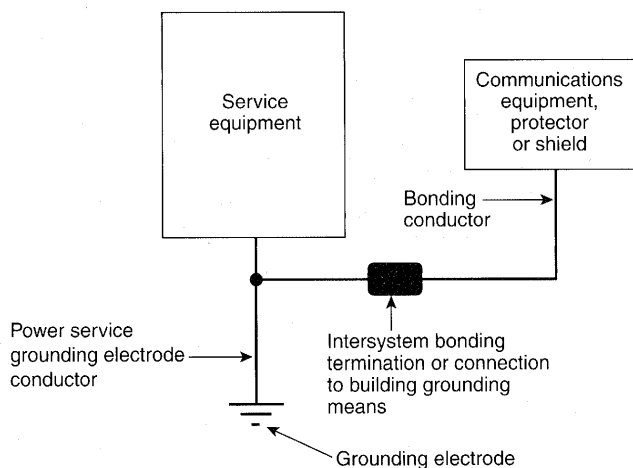 Service
equipment
Communications
equipment,
protector
or shield
Bonding
conductor
Power service
grounding electrode
conductor
Intersystem bonding
termination or connection
to building grounding
means
Grounding electrode